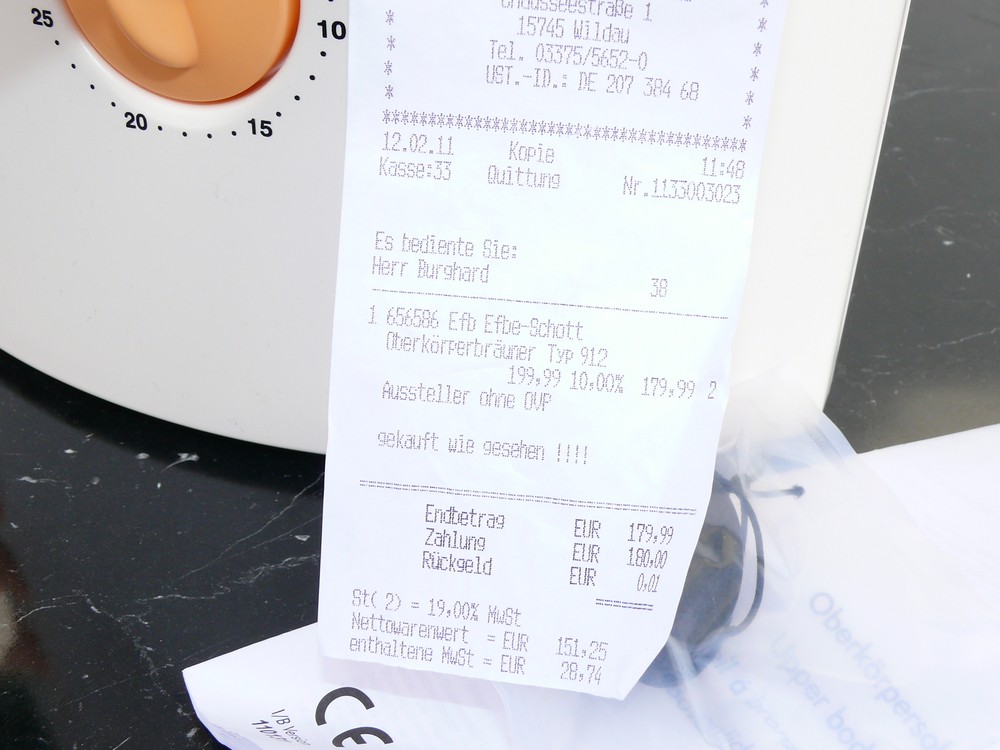 25
10
20
15
Chausseestraße 1
15745 Wildau
Tel. 03375/5652-0
UST.-ID.: DE 207 384 68
***************************************
12.02.11 Kopie 11:48
Kasse:33 Quittung Nr.1133003023
Es bediente Sie:
Herr Burghard 38
1 656586 Efb Efbe-Schott
Oberkörperbräuner Typ 912
199,99 10,00% 179,99 2
Aussteller ohne OVP
gekauft wie gesehen !!!!
Endbetrag EUR 179,99
Zahlung EUR 180,00
Rückgeld EUR 0,01
St( 2) = 19,00% MwSt
Nettowarenwert = EUR 151,25
enthaltene MwSt = EUR 28,74
CE
I/B Version
Oberkörperso
Upper bod